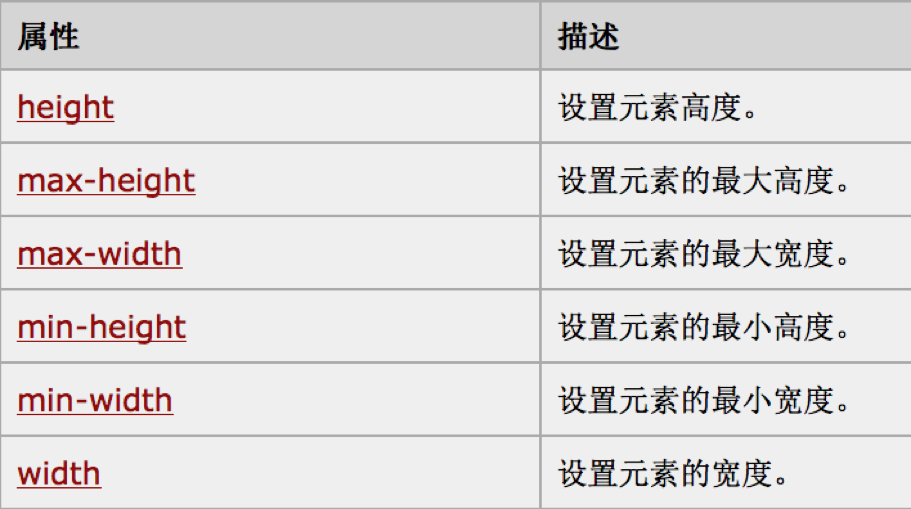 属性 描述
height 设置元素高度。
max-height 设置元素的最大高度。
max-width 设置元素的最大宽度。
min-height 设置元素的最小高度。
min-width 设置元素的最小宽度。
width 设置元素的宽度。